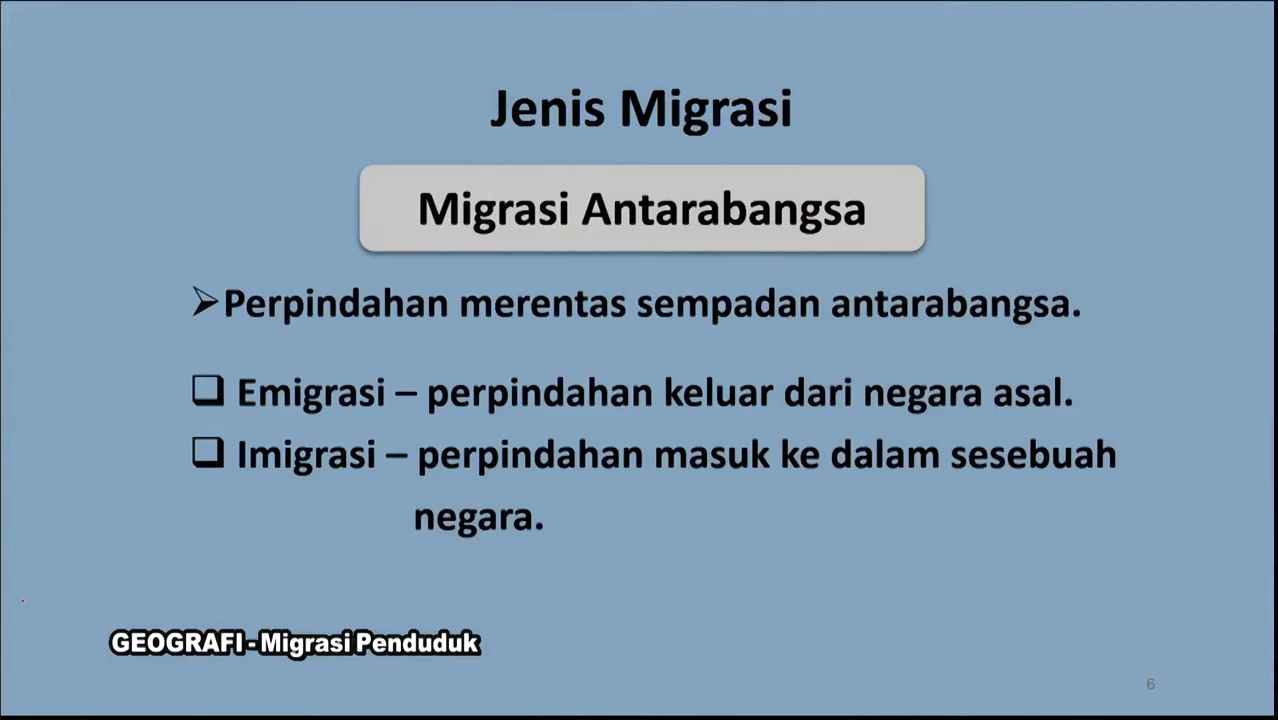 Jenis Migrasi
Migrasi Antarabangsa
➢Perpindahan merentas sempadan antarabangsa.
❑ Emigrasi – perpindahan keluar dari negara asal.
❑ Imigrasi – perpindahan masuk ke dalam sesebuah
negara.
GEOGRAFI - Migrasi Penduduk
6